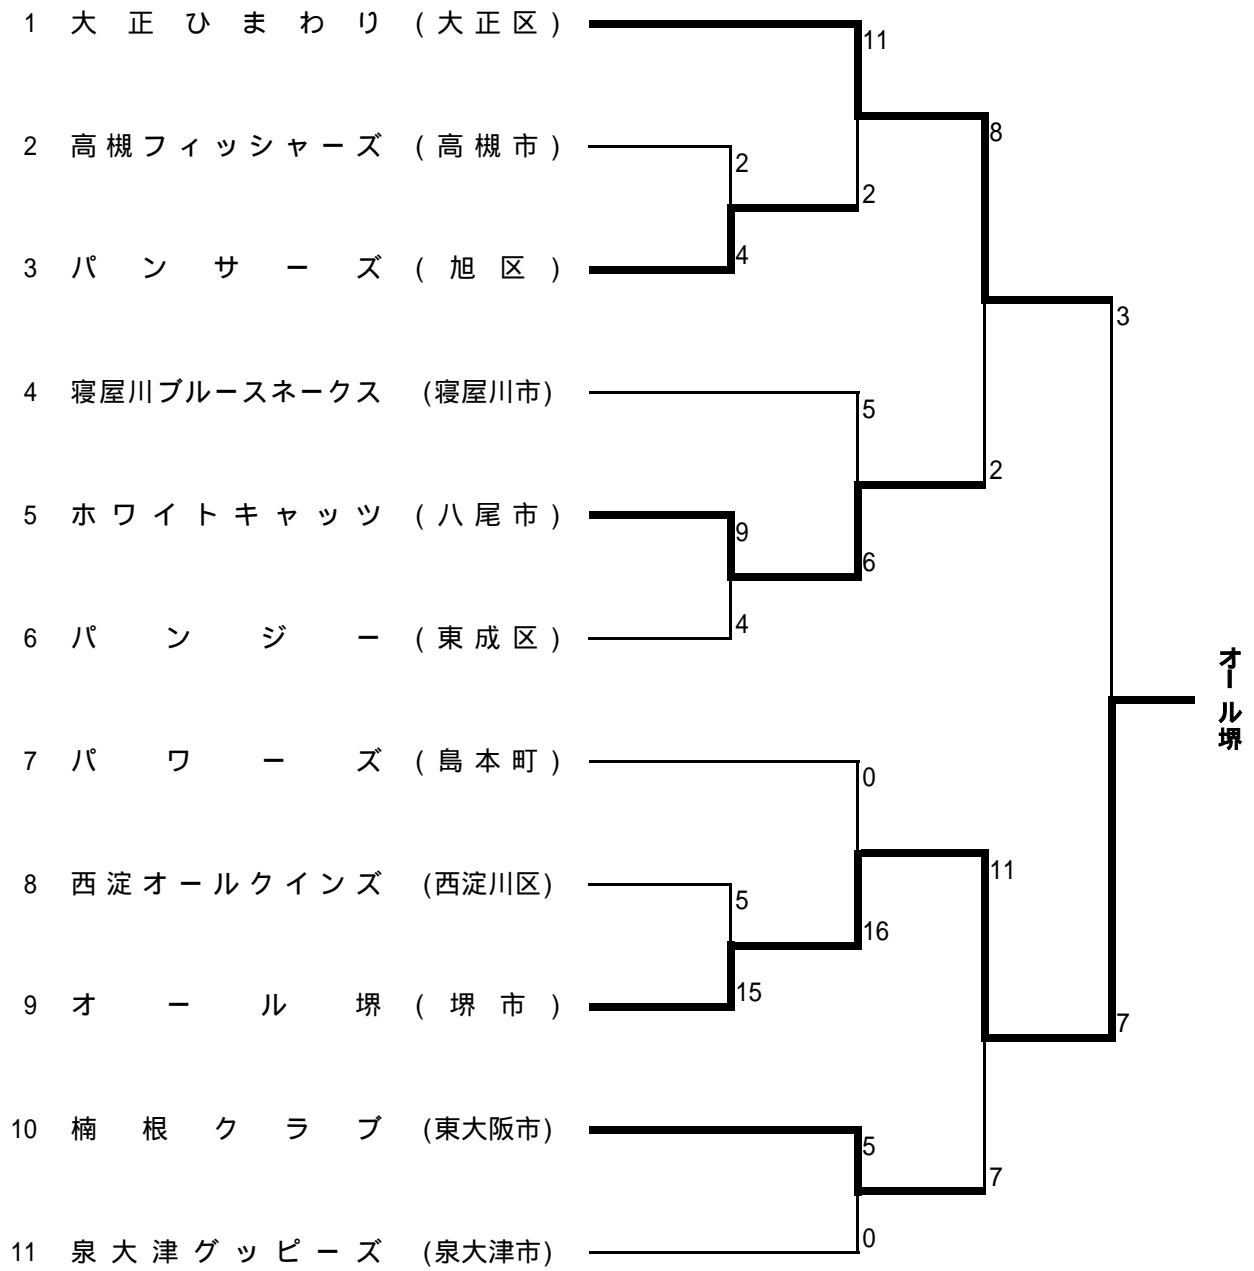 1 大正ひまわり (大正区)
11
8
2 高槻フィッシャーズ (高槻市)
2
2
4
3 パンサーズ (旭区)
3
4 寝屋川ブルースネークス (寝屋川市)
5
2
5 ホワイトキャッツ (八尾市)
9
6
4
6 パンジー (東成区)
オール堺
7 パワーズ (島本町)
0
11
8 西淀オールクインズ (西淀川区)
5
16
15
9 オール堺 (堺市)
7
10 楠根クラブ (東大阪市)
5
7
0
11 泉大津グッピーズ (泉大津市)